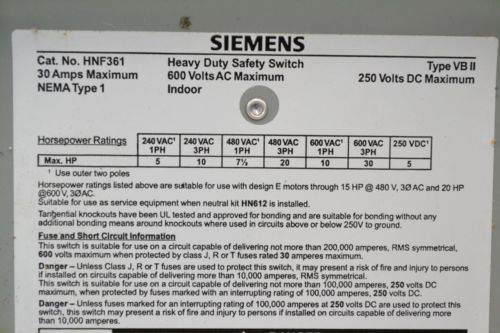 SIEMENS
Cat. No. HNF361 Heavy Duty Safety Switch Type VB II
30 Amps Maximum 600 Volts AC Maximum 250 Volts DC Maximum
NEMA Type 1 Indoor
Horsepower Ratings 240 VAC¹ 240 VAC 480 VAC¹ 480 VAC 600 VAC¹ 600 VAC 250 VDC¹
1PH 3PH 1PH 3PH 1PH 3PH
Max. HP 5 10 7½ 20 10 30 5
¹ Use outer two poles
Horsepower ratings listed above are suitable for use with design E motors through 15 HP @ 480 V, 3Ø AC and 20 HP
@600 V, 3Ø AC.
Suitable for use as service equipment when neutral kit HN612 is installed.
Tangential knockouts have been UL tested and approved for bonding and are suitable for bonding without any
additional bonding means around knockouts where used in circuits above or below 250V to ground.
Fuse and Short Circuit Information
This switch is suitable for use on a circuit capable of delivering not more than 200,000 amperes, RMS symmetrical,
600 volts maximum when protected by class J, R or T fuses rated 30 amperes maximum.
Danger – Unless Class J, R or T fuses are used to protect this switch, it may present a risk of fire and injury to persons
if installed on circuits capable of delivering more than 10,000 amperes, RMS symmetrical.
This switch is suitable for use on a circuit capable of delivering not more than 100,000 amperes, 250 volts DC
maximum, when protected by fuses marked with an interrupting rating of 100,000 amperes, 250 volts DC.
Danger – Unless fuses marked for an interrupting rating of 100,000 amperes at 250 volts DC are used to protect this
switch, this switch may present a risk of fire and injury to persons if installed on circuits capable of delivering more
than 10,000 amperes.